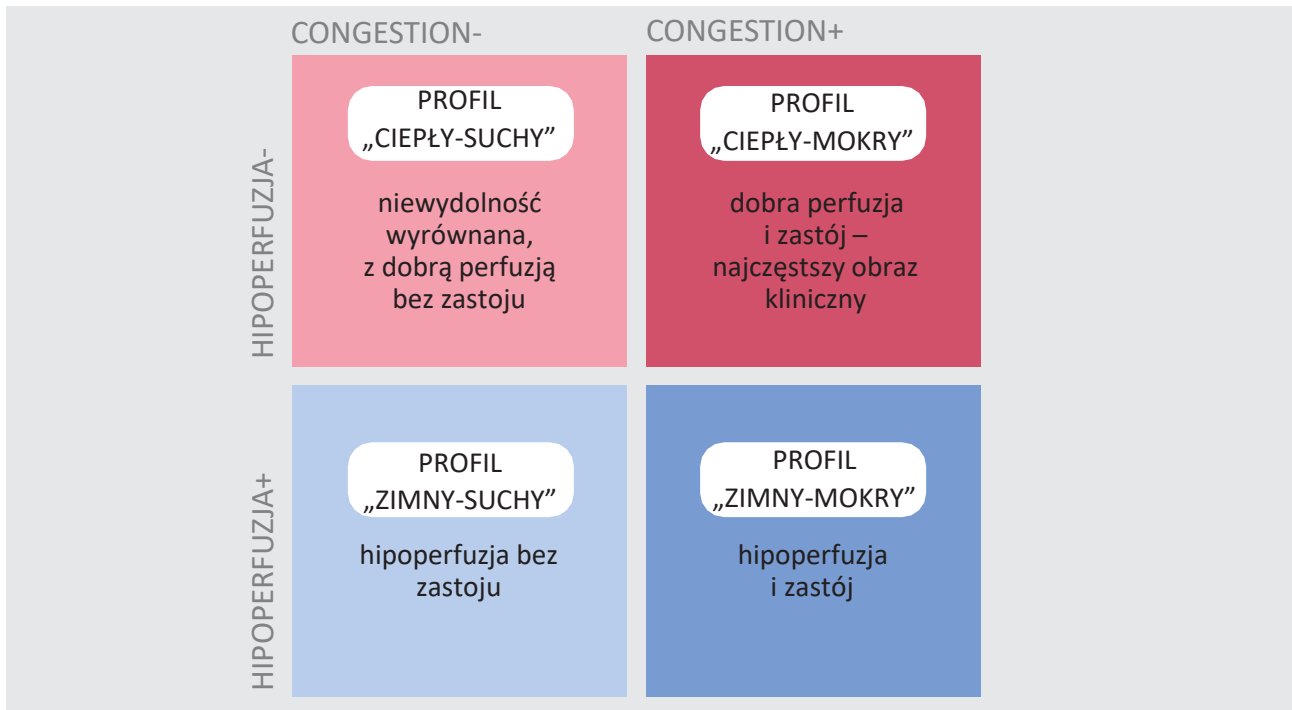 CONGESTION-
CONGESTION+
HIPOPERFUZJA-
PROFIL
„CIEPŁY-SUCHY”
niewydolność
wyrównana,
z dobrą perfuzją
bez zastoju
PROFIL
„CIEPŁY-MOKRY”
dobra perfuzja
i zastój –
najczęstszy obraz
kliniczny
HIPOPERFUZJA+
PROFIL
„ZIMNY-SUCHY”
hipoperfuzja bez
zastoju
PROFIL
„ZIMNY-MOKRY”
hipoperfuzja
i zastój